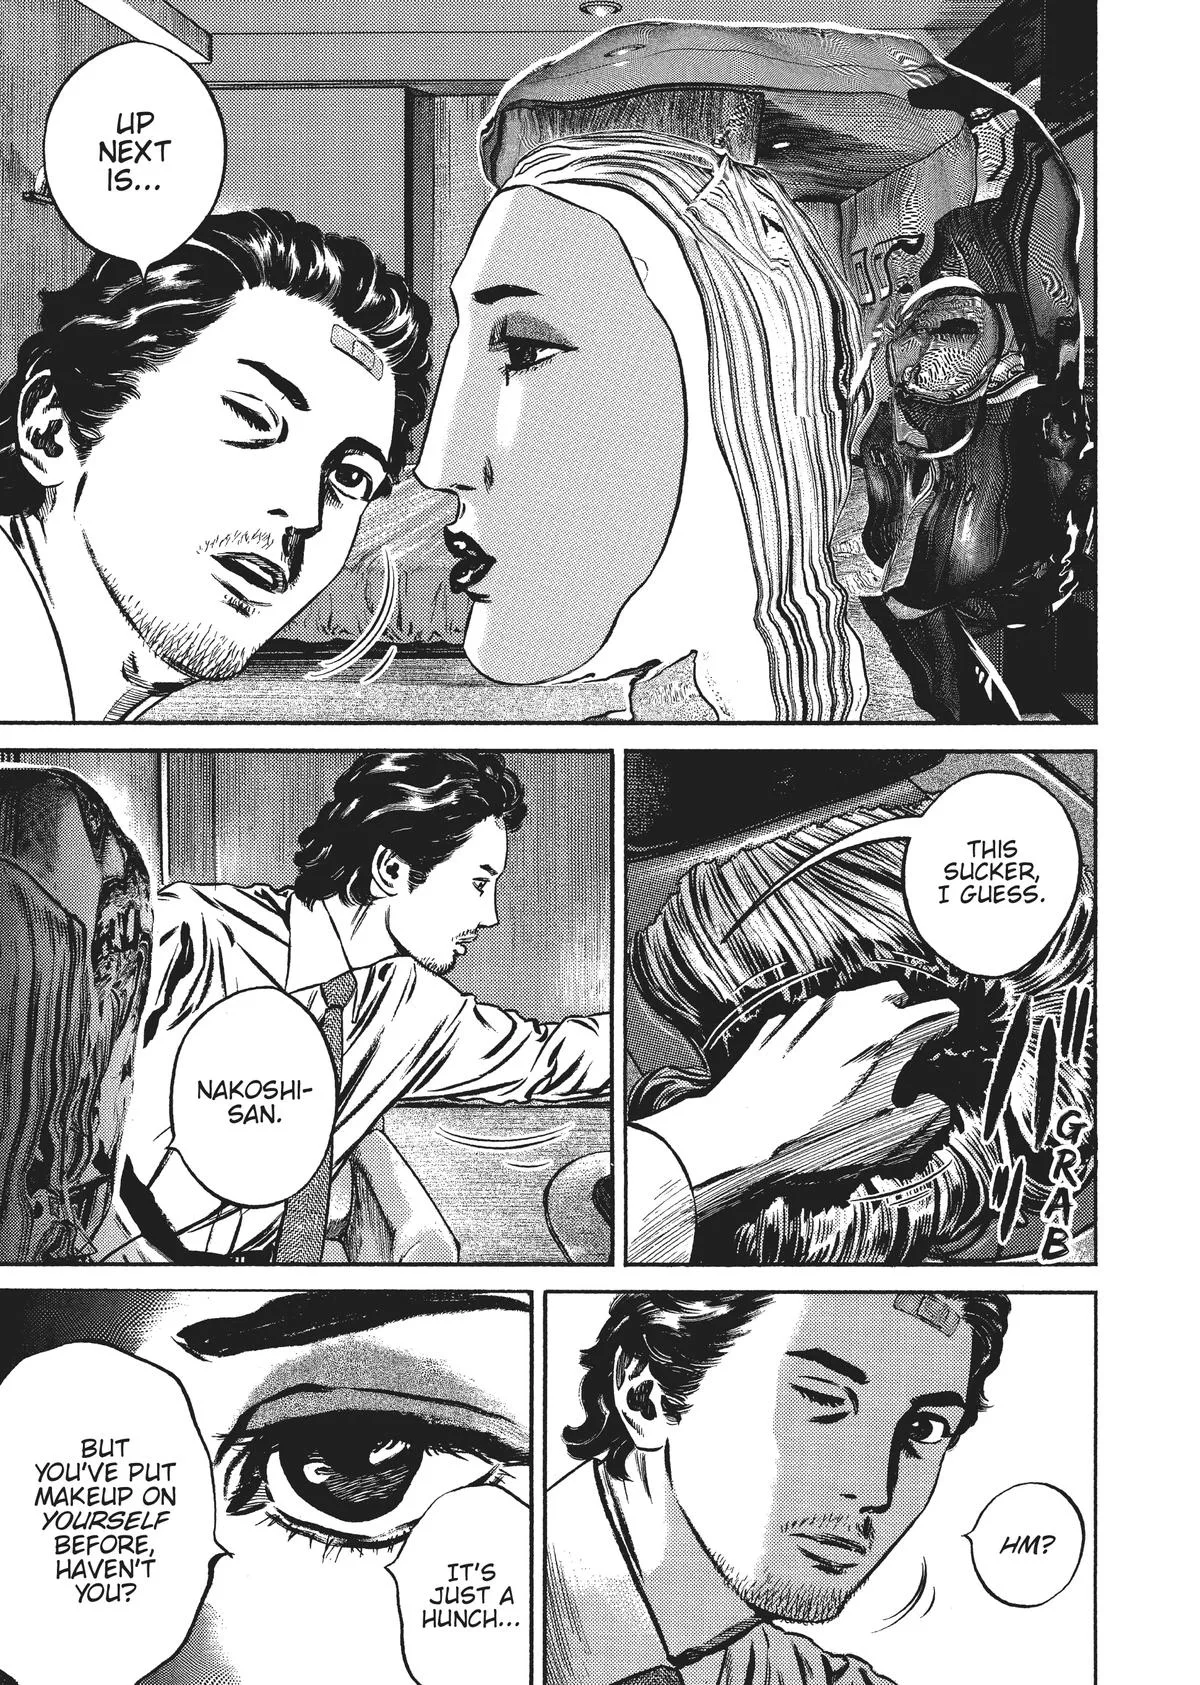 UP
NEXT
IS...
THIS
SUCKER,
I GUESS.
GRAB
NAKOSHI-
SAN.
HM?
IT'S
JUST A
HUNCH...
BUT
YOU'VE PUT
MAKEUP ON
YOURSELF
BEFORE,
HAVEN'T
YOU?